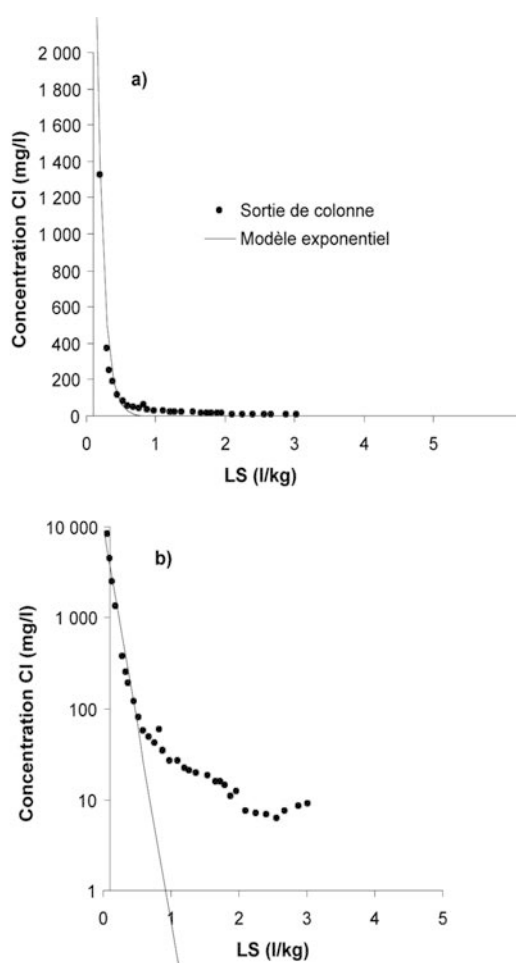 2 000
a)
1 800
1 600
1 400
1 200
1 000
800
600
400
200
0
Concentration Cl (mg/l)
Sortie de colonne
Modèle exponentiel
0 1 2 3 4 5
LS (l/kg)
10 000
b)
1 000
100
10
1
Concentration Cl (mg/l)
0 1 2 3 4 5
LS (l/kg)